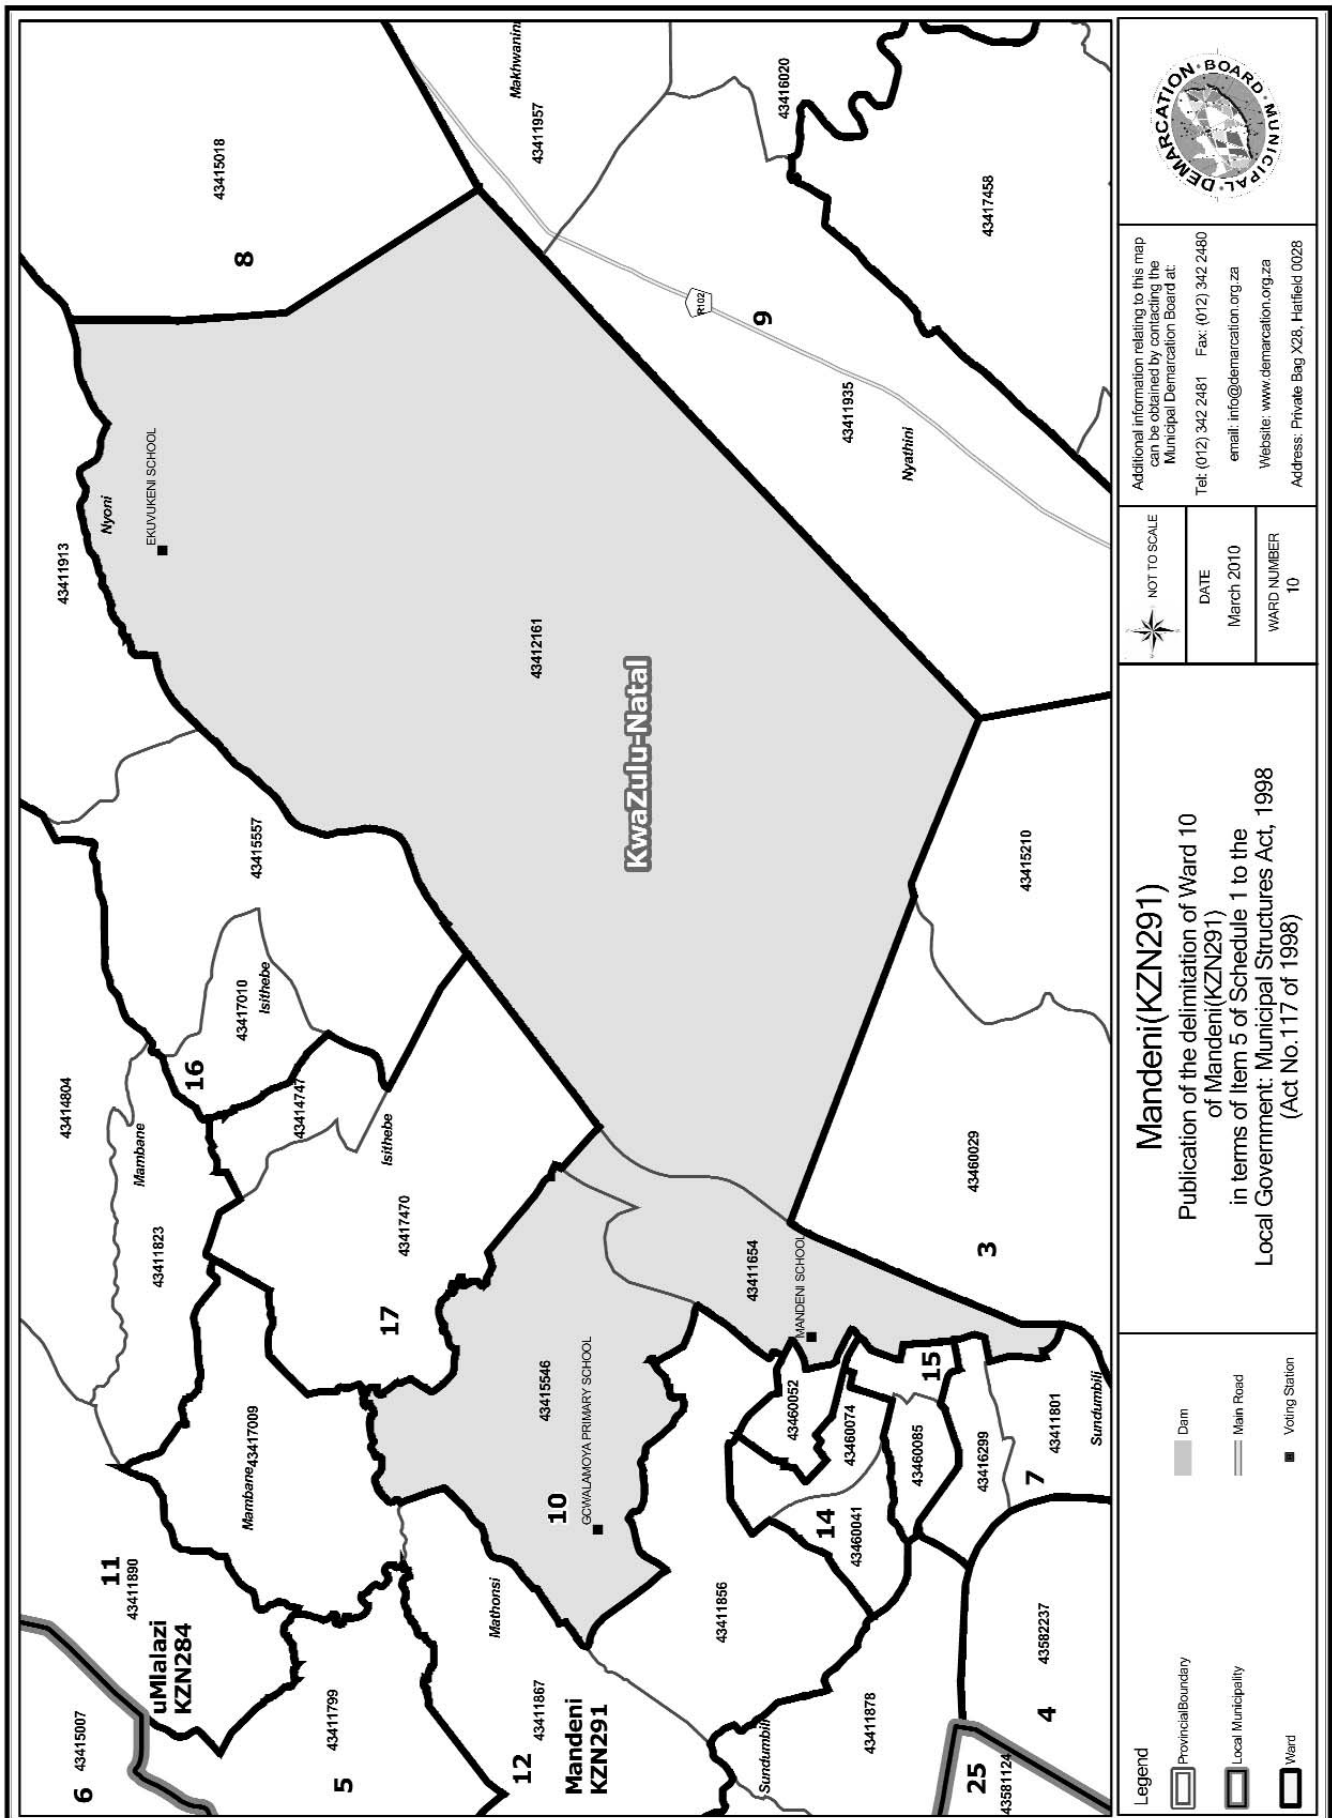 6
43415007
uMlalazi
KZN284
11
43411890
43411799
5
43411867
12
Mandeni
KZN291
Sundumbili
43411878
25
43581124
4
43582237
Mambane
43417009
Mathonsi
10
GCWALAMOYA PRIMARY SCHOOL
43415546
43411856
14
43460041
43460085
43460074
43460052
15
43416299
7
43411801
Sundumbili
43411823
Mambane
43414804
17
43417470
Isithebe
43414747
16
43417010
Isithebe
43415557
43411654
MANDENI SCHOOL
3
43460029
43415210
43411913
Nyoni
EKUVUKENI SCHOOL
43412161
KwaZulu-Natal
8
43415018
Makhwanini
43411957
43416020
R102
9
43411935
Nyathini
43417458
Legend
Provincial Boundary
Local Municipality
Ward
Dam
Main Road
Voting Station
Mandeni(KZN291)
Publication of the delimitation of Ward 10
of Mandeni(KZN291)
in terms of Item 5 of Schedule 1 to the
Local Government: Municipal Structures Act, 1998
(Act No.117 of 1998)
NOT TO SCALE
DATE
March 2010
WARD NUMBER
10
Additional information relating to this map
can be obtained by contacting the
Municipal Demarcation Board at:
Tel: (012) 342 2481 Fax: (012) 342 2480
email: info@demarcation.org.za
Website: www.demarcation.org.za
Address: Private Bag X28, Hatfield 0028
MUNICIPAL DEMARCATION BOARD